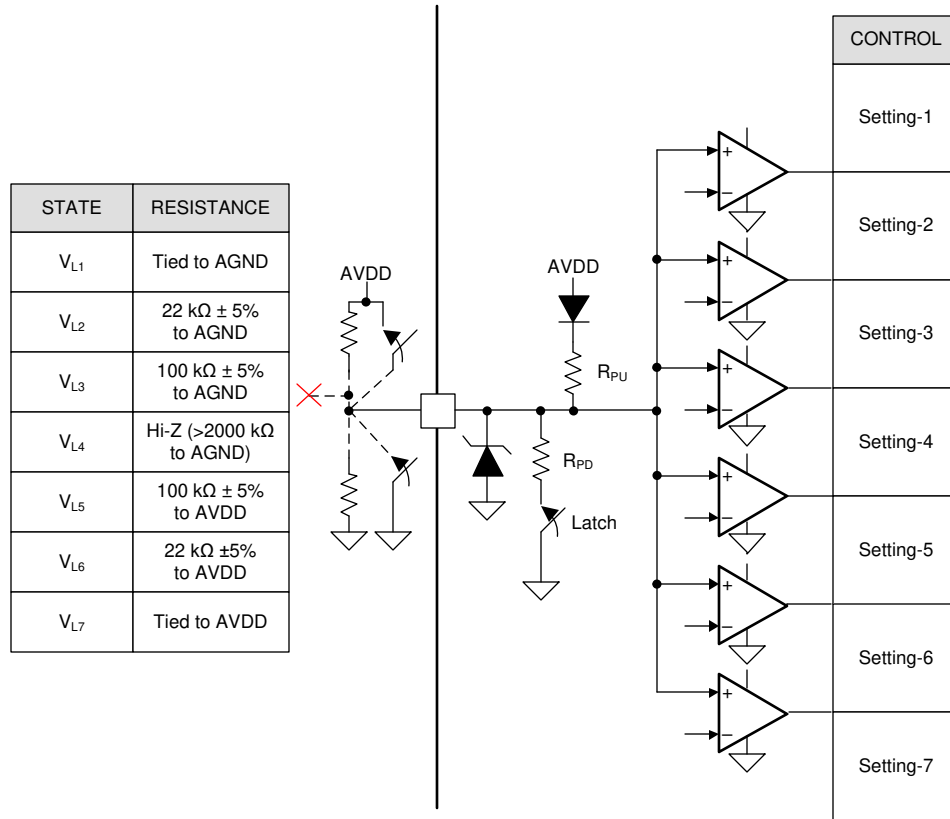 STATE RESISTANCE
V_L1 Tied to AGND
V_L2 22 kΩ ± 5%
to AGND
V_L3 100 kΩ ± 5%
to AGND
V_L4 Hi-Z (>2000 kΩ
to AGND)
V_L5 100 kΩ ± 5%
to AVDD
V_L6 22 kΩ ±5%
to AVDD
V_L7 Tied to AVDD
AVDD
AVDD
R_PU
R_PD
Latch
+
−
+
−
+
−
+
−
+
−
+
−
CONTROL
Setting-1
Setting-2
Setting-3
Setting-4
Setting-5
Setting-6
Setting-7